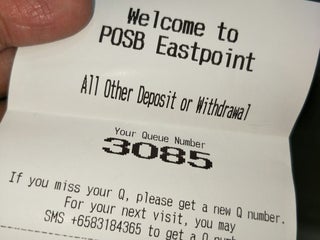 Welcome to
POSB Eastpoint
All Other Deposit or Withdrawal
Your Queue Number
3085
If you miss your Q, please get a new Q number.
For your next visit, you may
SMS +6583184365 to get a Q